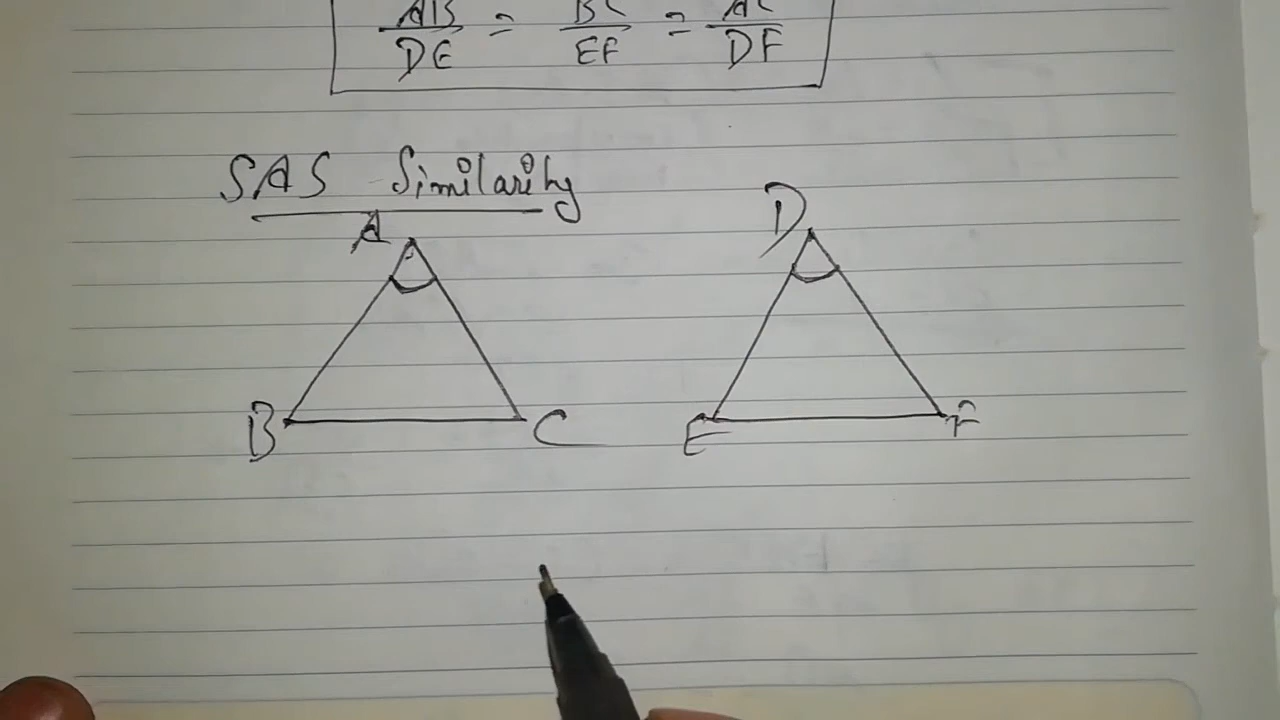 AB/DE = BC/EF = AC/DF
SAS Similarity
A D
B C E F